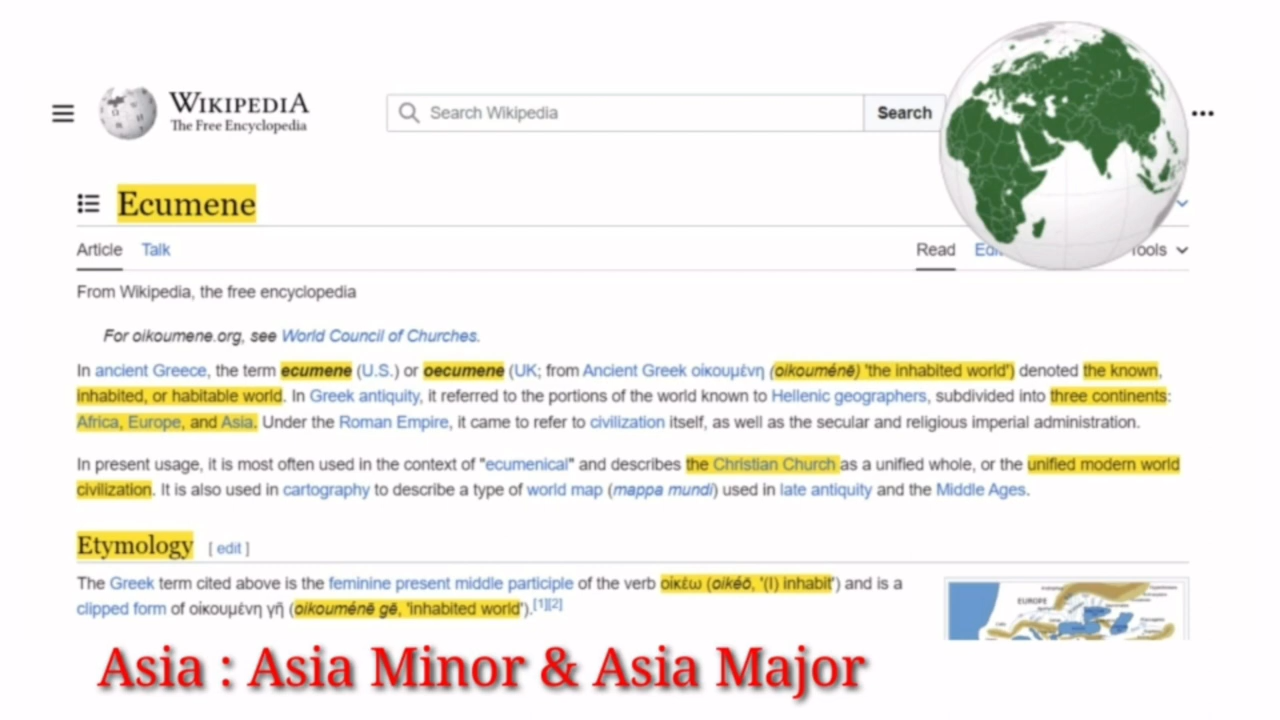 WIKIPEDIA
The Free Encyclopedia
Search Wikipedia
Search
Ecumene
Article Talk
Read
Tools
From Wikipedia, the free encyclopedia
For oikoumene.org, see World Council of Churches.
In ancient Greece, the term ecumene (U.S.) or oecumene (UK; from Ancient Greek οἰκουμένη (oikouménē) 'the inhabited world') denoted the known,
inhabited, or habitable world. In Greek antiquity, it referred to the portions of the world known to Hellenic geographers, subdivided into three continents:
Africa, Europe, and Asia. Under the Roman Empire, it came to refer to civilization itself, as well as the secular and religious imperial administration.
In present usage, it is most often used in the context of "ecumenical" and describes the Christian Church as a unified whole, or the unified modern world
civilization. It is also used in cartography to describe a type of world map (mappa mundi) used in late antiquity and the Middle Ages.
Etymology [ edit ]
The Greek term cited above is the feminine present middle participle of the verb οἰκέω (oikéō, '(I) inhabit') and is a
clipped form of οἰκουμένη γῆ (oikouménē gē, 'inhabited world').[1][2]
EUROPE
Asia : Asia Minor & Asia Major